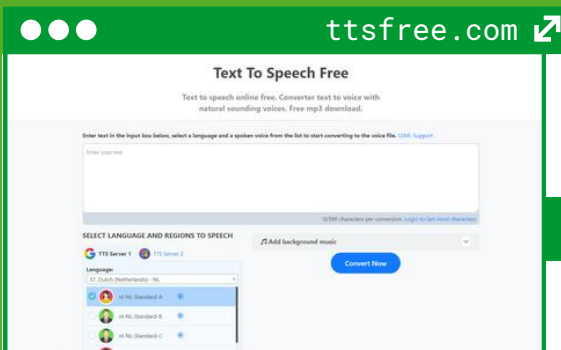 ttsfree.com
Text To Speech Free
Text to speech online free. Converter text to voice with
natural sounding voices. Free mp3 download.
Enter text in the input box below, select a language and a spoken voice from the list to start converting to the voice file. SSML Support
Enter your text
0/500 characters per conversion. Login to Get more characters.
SELECT LANGUAGE AND REGIONS TO SPEECH
TTS Server 1 TTS Server 2
Add background music
Language:
Convert Now
37. Dutch (Netherlands) - NL
nl-NL-Standard-A
nl-NL-Standard-B
nl-NL-Standard-C